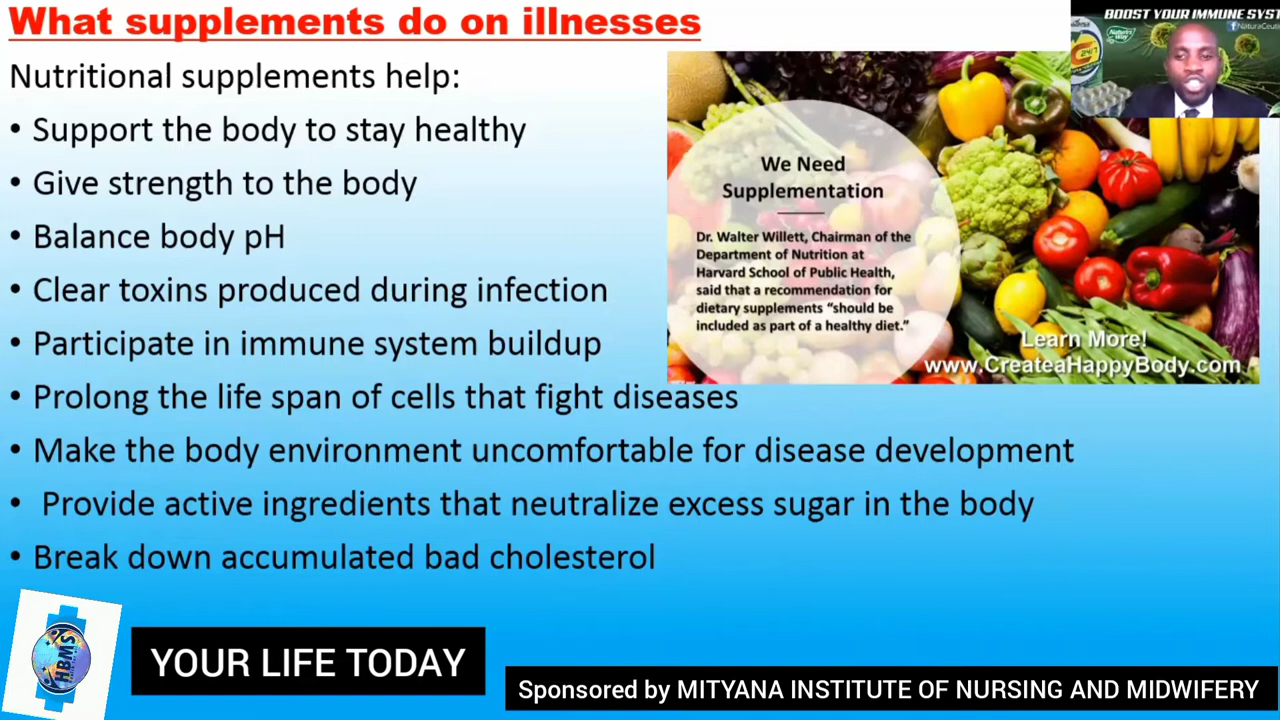 What supplements do on illnesses
BOOST YOUR IMMUNE SYST
Nature's Way
NaturaCeuti
Nutritional supplements help:
• Support the body to stay healthy
• Give strength to the body
• Balance body pH
• Clear toxins produced during infection
• Participate in immune system buildup
• Prolong the life span of cells that fight diseases
• Make the body environment uncomfortable for disease development
• Provide active ingredients that neutralize excess sugar in the body
• Break down accumulated bad cholesterol
We Need
Supplementation
Dr. Walter Willett, Chairman of the
Department of Nutrition at
Harvard School of Public Health,
said that a recommendation for
dietary supplements “should be
included as part of a healthy diet.”
Learn More!
www.CreateaHappyBody.com
HBMS
YOUR LIFE TODAY
Sponsored by MITYANA INSTITUTE OF NURSING AND MIDWIFERY